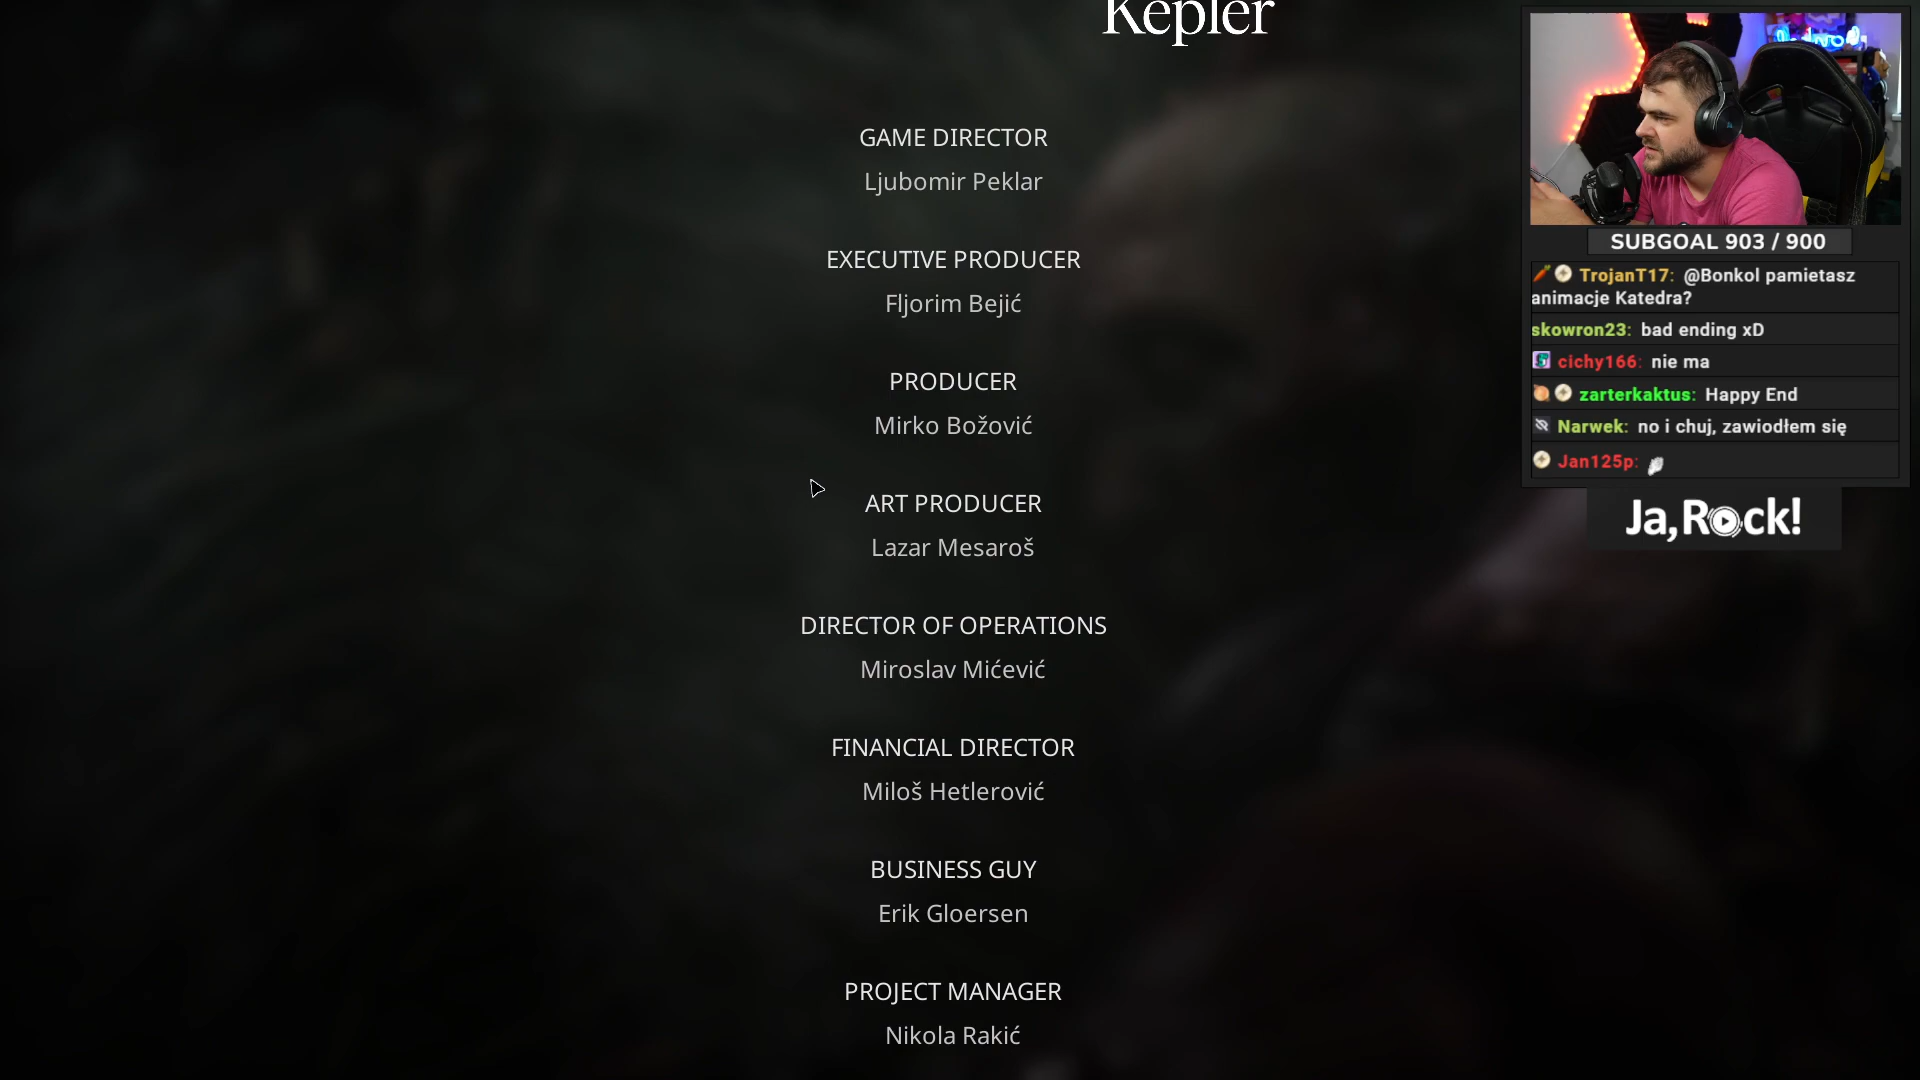 Kepler
GAME DIRECTOR
Ljubomir Peklar
EXECUTIVE PRODUCER
Fljorim Bejić
PRODUCER
Mirko Božović
ART PRODUCER
Lazar Mesaroš
DIRECTOR OF OPERATIONS
Miroslav Mićević
FINANCIAL DIRECTOR
Miloš Hetlerović
BUSINESS GUY
Erik Gloersen
PROJECT MANAGER
Nikola Rakić
SUBGOAL 903 / 900
TrojanT17: @Bonkol pamietasz
animacje Katedra?
skowron23: bad ending xD
cichy166: nie ma
zarterkaktus: Happy End
Narwek: no i chuj, zawiodłem się
Jan125p:
Ja,Rock!